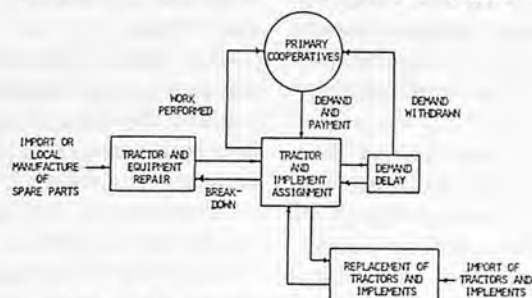 PRIMARY
COOPERATIVES
WORK
PERFORMED
DEMAND
AND
PAYMENT
DEMAND
WITHDRAWN
IMPORT OR
LOCAL
MANUFACTURE
OF
SPARE PARTS
TRACTOR AND
EQUIPMENT
REPAIR
BREAK-
DOWN
TRACTOR
AND
IMPLEMENT
ASSIGNMENT
DEMAND
DELAY
REPLACEMENT OF
TRACTORS AND
IMPLEMENTS
IMPORT OF
TRACTORS AND
IMPLEMENTS